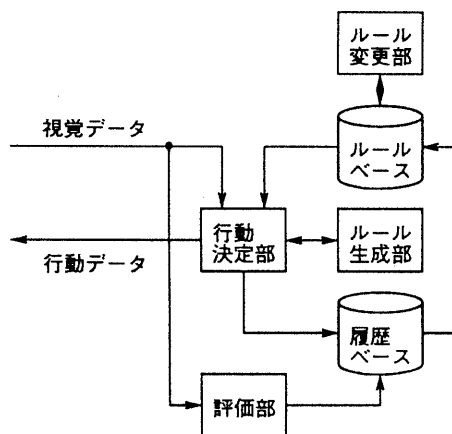 ルール
変更部
視覚データ
ルール
ベース
行動
決定部
ルール
生成部
行動データ
履歴
ベース
評価部